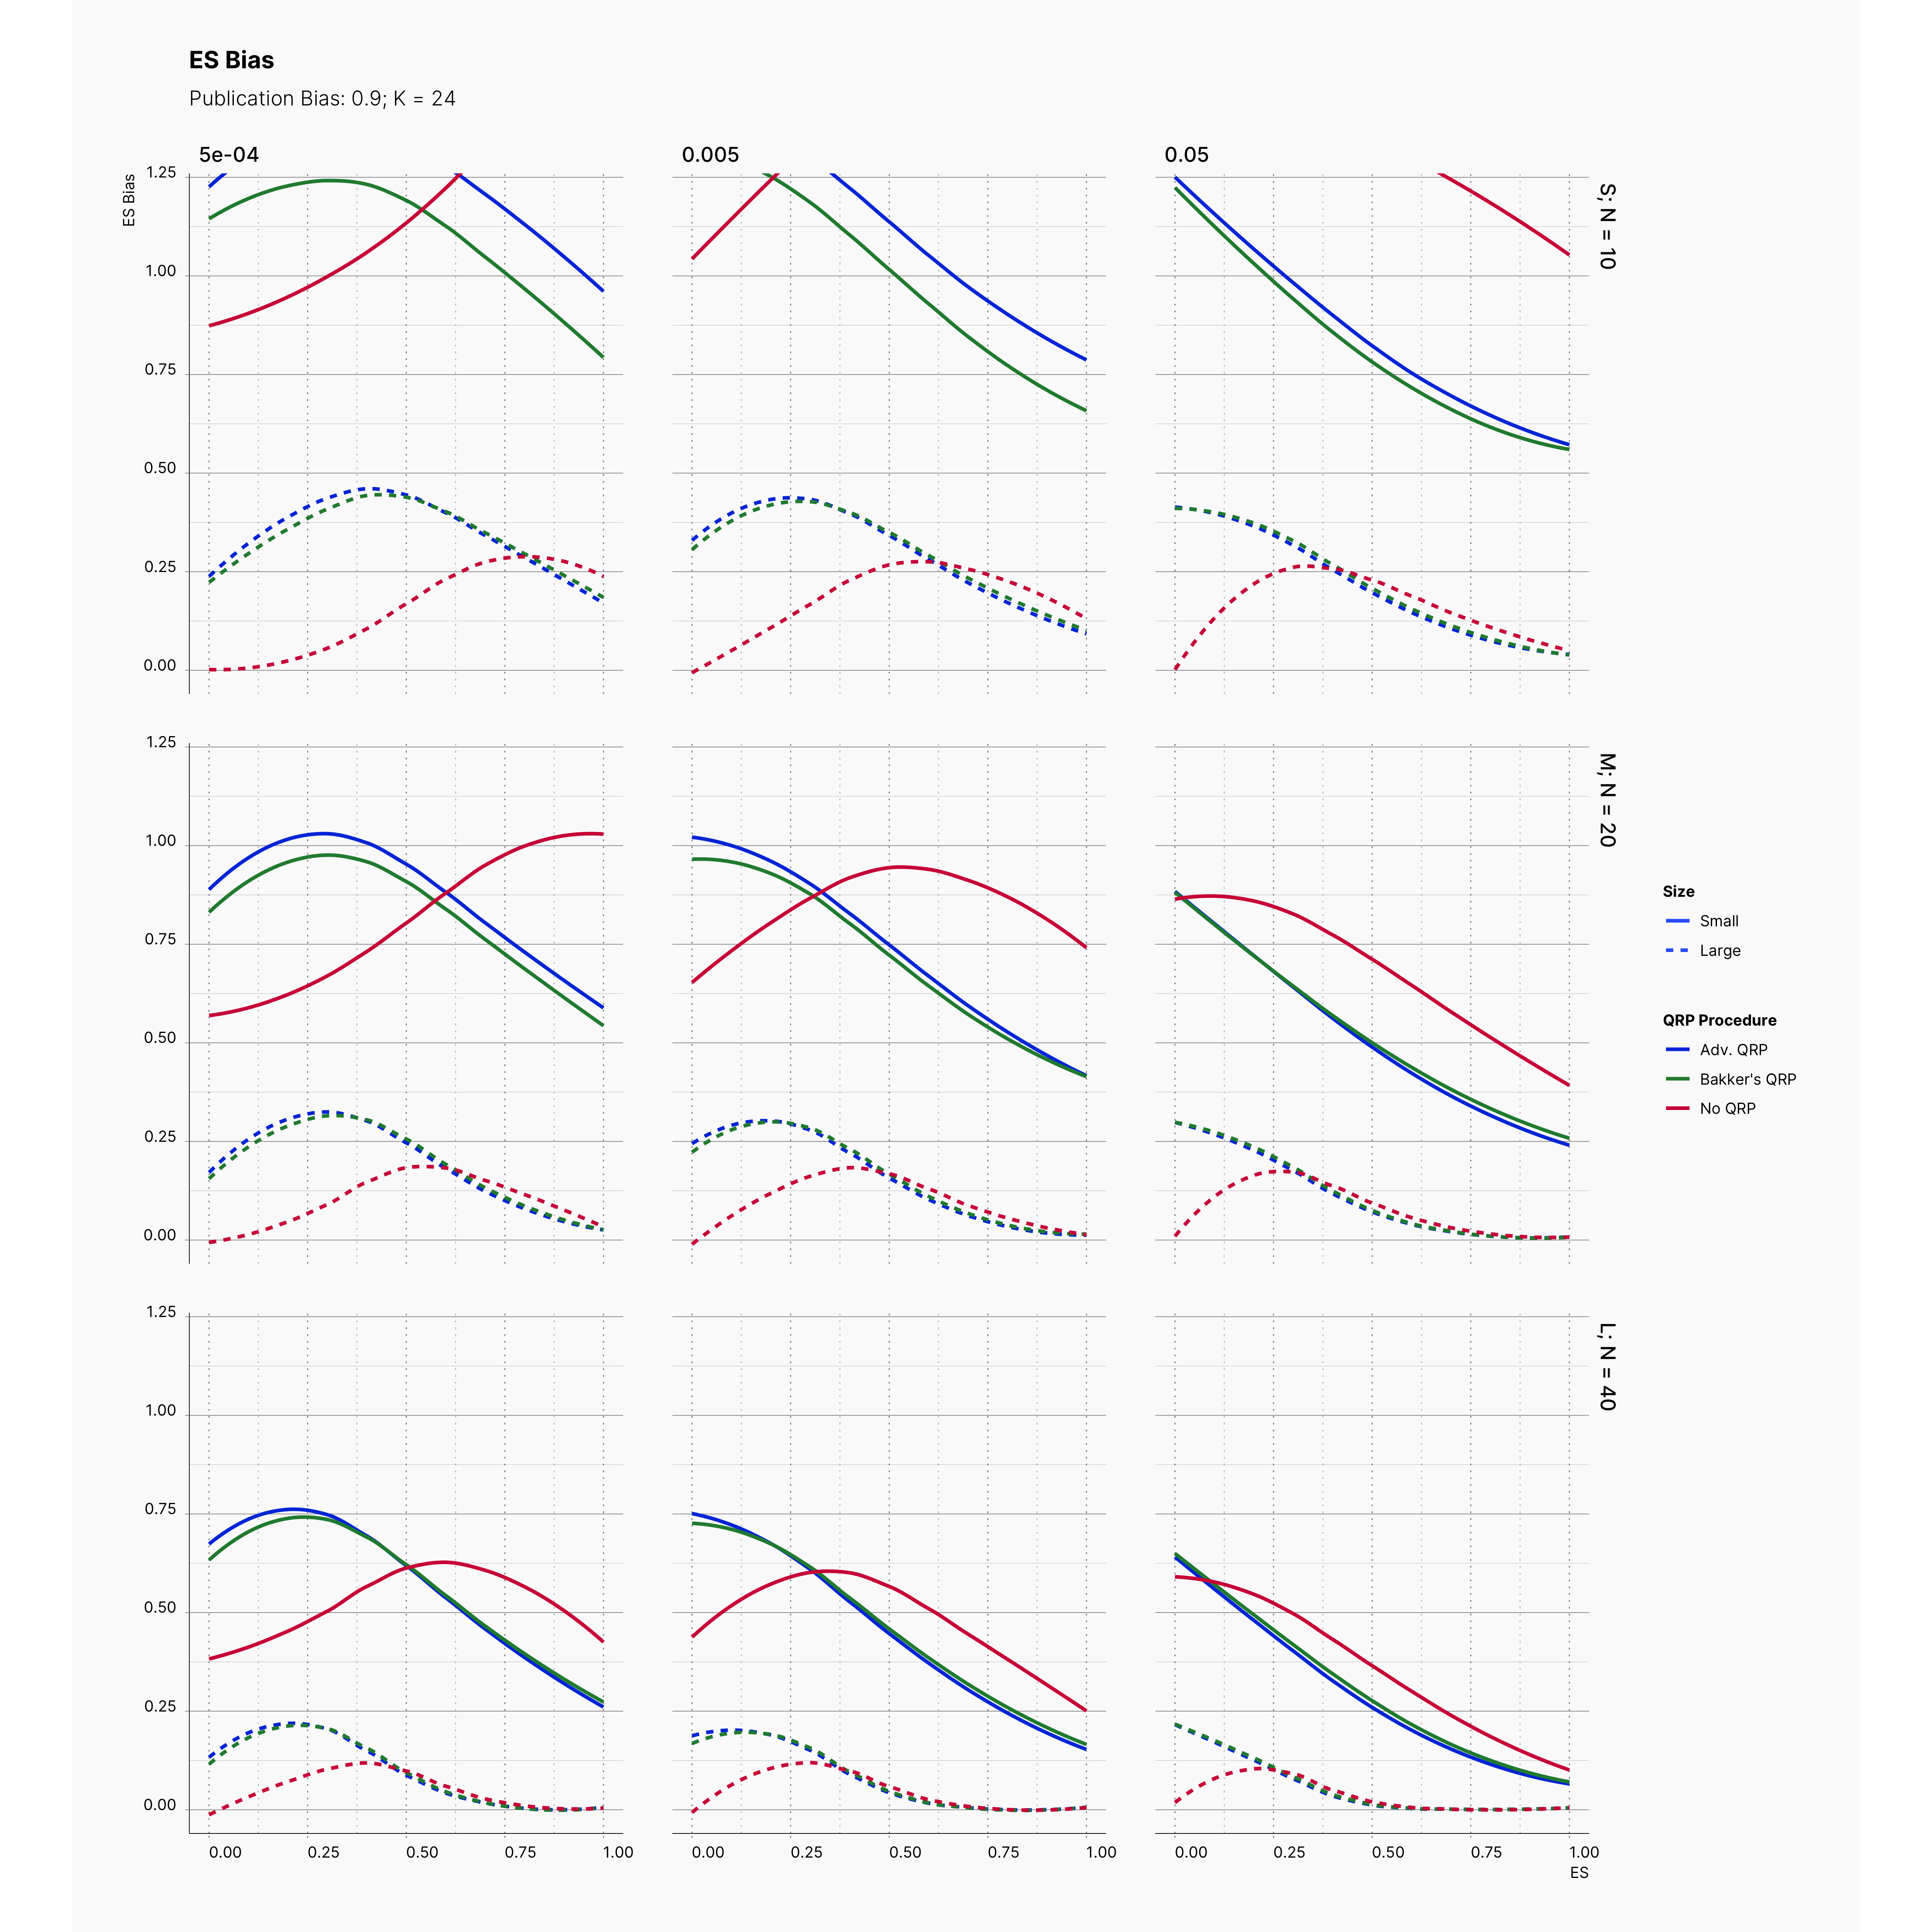 ES Bias
Publication Bias: 0.9; K = 24
5e-04
0.005
0.05
ES Bias
1.25
1.00
0.75
0.50
0.25
0.00
S; N = 10
1.25
1.00
0.75
0.50
0.25
0.00
M; N = 20
Size
Small
Large
QRP Procedure
Adv. QRP
Bakker's QRP
No QRP
1.25
1.00
0.75
0.50
0.25
0.00
L; N = 40
0.00 0.25 0.50 0.75 1.00
0.00 0.25 0.50 0.75 1.00
0.00 0.25 0.50 0.75 1.00
ES